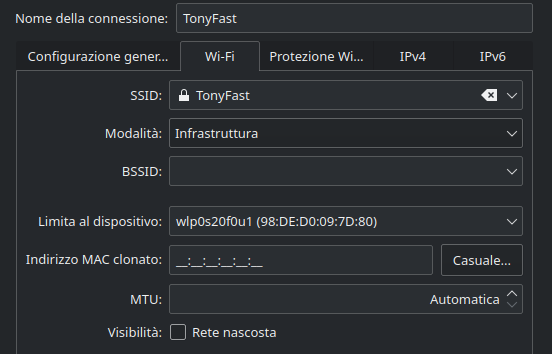 Nome della connessione: TonyFast
Configurazione gener... Wi-Fi Protezione Wi... IPv4 IPv6
SSID: TonyFast
Modalità: Infrastruttura
BSSID:
Limita al dispositivo: wlp0s20f0u1 (98:DE:D0:09:7D:80)
Indirizzo MAC clonato: __:__:__:__:__:__ Casuale...
MTU: Automatica
Visibilità: Rete nascosta